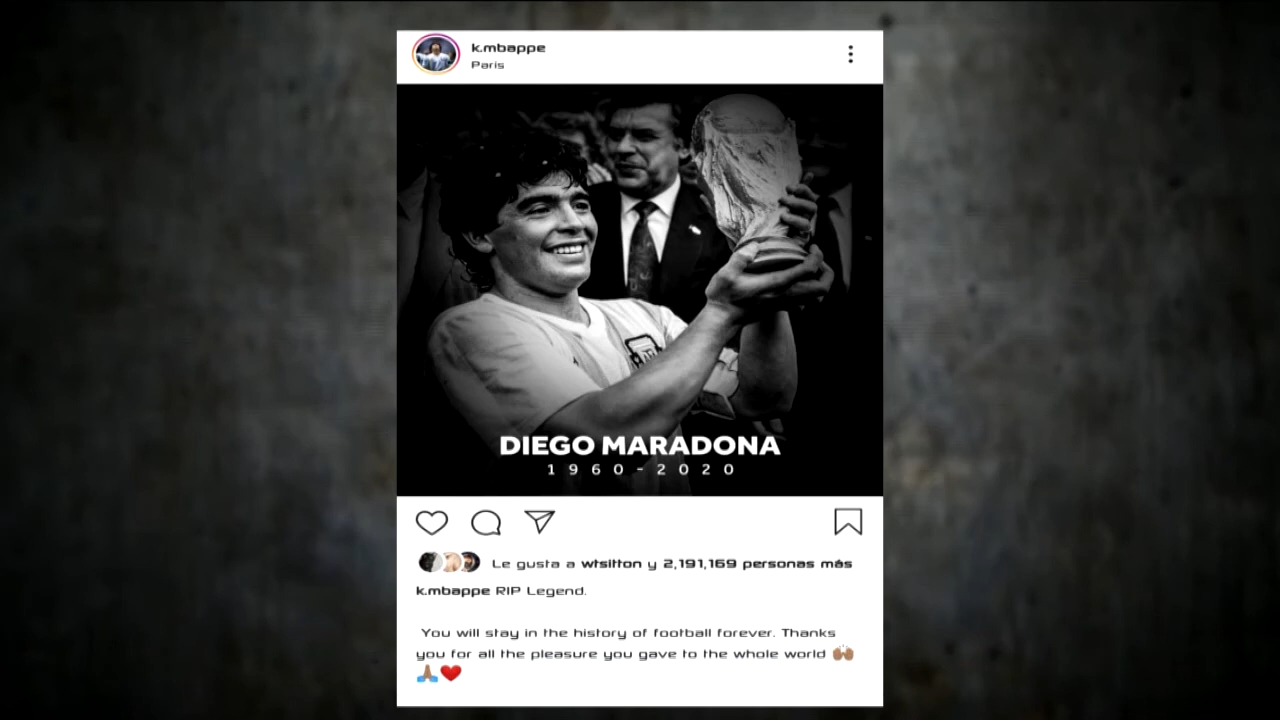 k.mbappe
Paris
DIEGO MARADONA
1960-2020
Le gusta a wtsitton y 2,191,169 personas más
k.mbappe RIP Legend.
You will stay in the history of football forever. Thanks
you for all the pleasure you gave to the whole world 🙌🏽
🙏🏽❤️